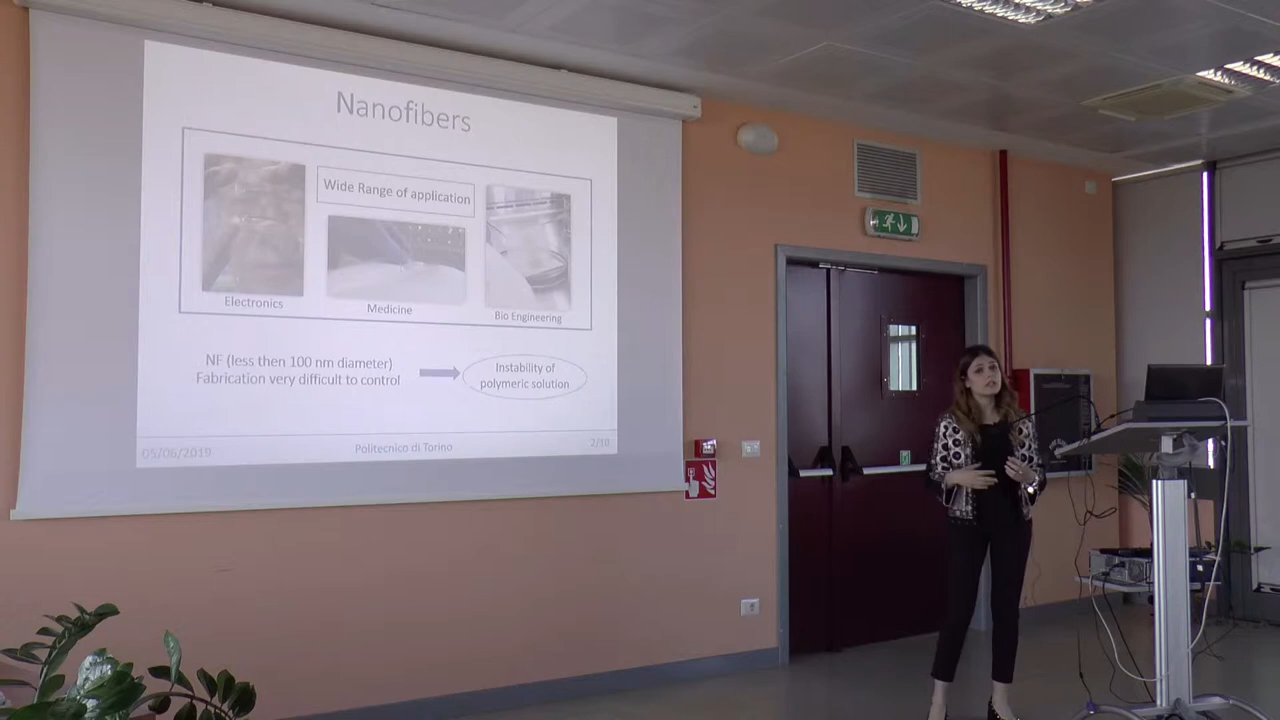 Nanofibers
Wide Range of application
Electronics
Medicine
Bio Engineering
NF (less then 100 nm diameter)
Fabrication very difficult to control
Instability of
polymeric solution
05/06/2019
Politecnico di Torino
2/18